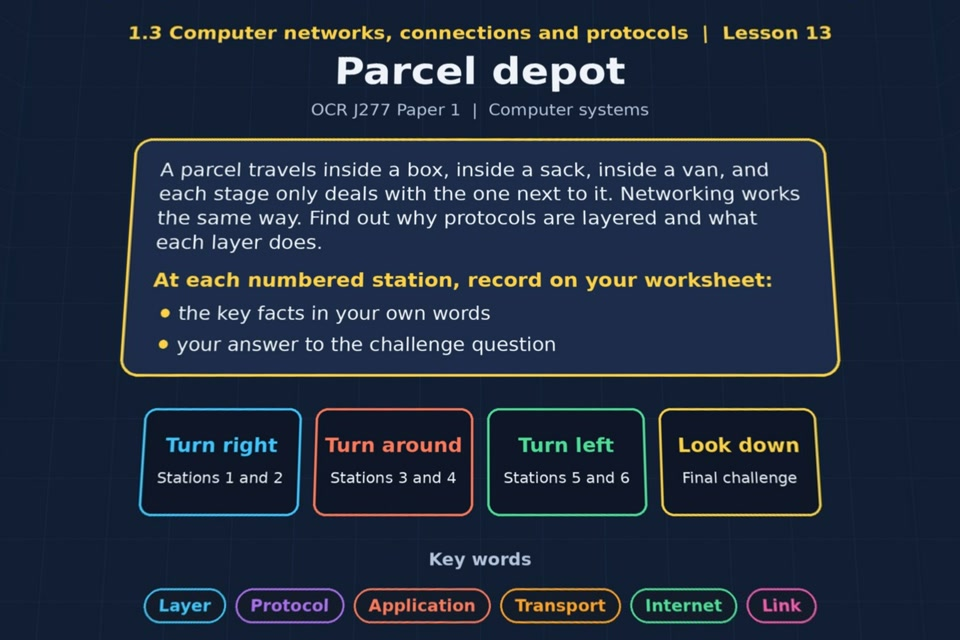 1.3 Computer networks, connections and protocols | Lesson 13
Parcel depot
OCR J277 Paper 1 | Computer systems
A parcel travels inside a box, inside a sack, inside a van, and
each stage only deals with the one next to it. Networking works
the same way. Find out why protocols are layered and what
each layer does.
At each numbered station, record on your worksheet:
• the key facts in your own words
• your answer to the challenge question
Turn right
Stations 1 and 2
Turn around
Stations 3 and 4
Turn left
Stations 5 and 6
Look down
Final challenge
Key words
Layer Protocol Application Transport Internet Link